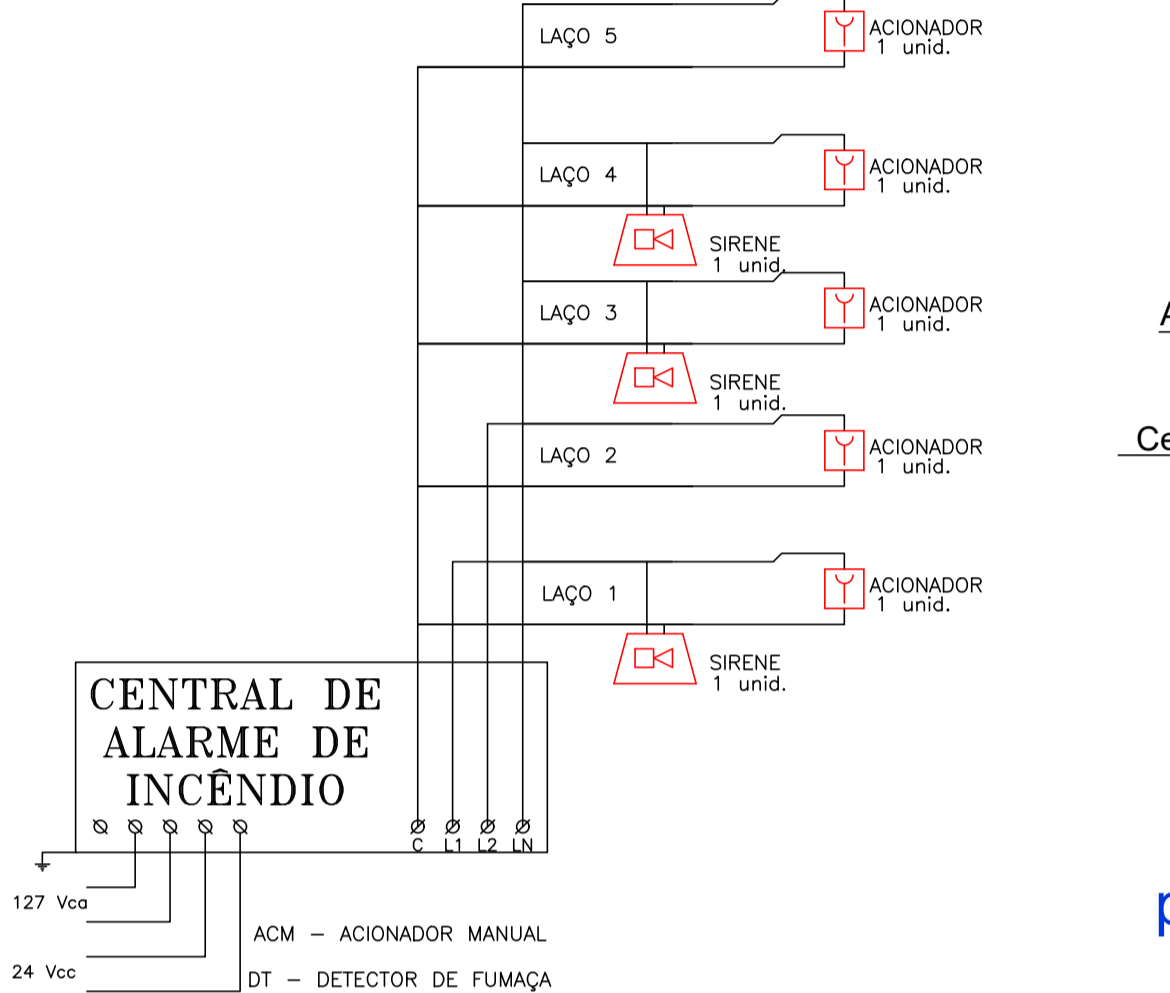 LAÇO 5
ACIONADOR
1 unid.
LAÇO 4
ACIONADOR
1 unid.
SIRENE
1 unid.
LAÇO 3
ACIONADOR
1 unid.
SIRENE
1 unid.
LAÇO 2
ACIONADOR
1 unid.
LAÇO 1
ACIONADOR
1 unid.
SIRENE
1 unid.
CENTRAL DE
ALARME DE
INCÊNDIO
C L1 L2 LN
127 Vca
24 Vcc
ACM – ACIONADOR MANUAL
DT – DETECTOR DE FUMAÇA